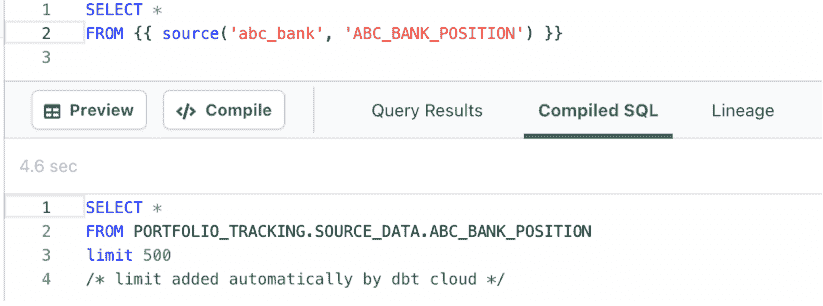 1 SELECT *
2 FROM {{ source('abc_bank', 'ABC_BANK_POSITION') }}
3
Preview </> Compile Query Results Compiled SQL Lineage
4.6 sec
1 SELECT *
2 FROM PORTFOLIO_TRACKING.SOURCE_DATA.ABC_BANK_POSITION
3 limit 500
4 /* limit added automatically by dbt cloud */